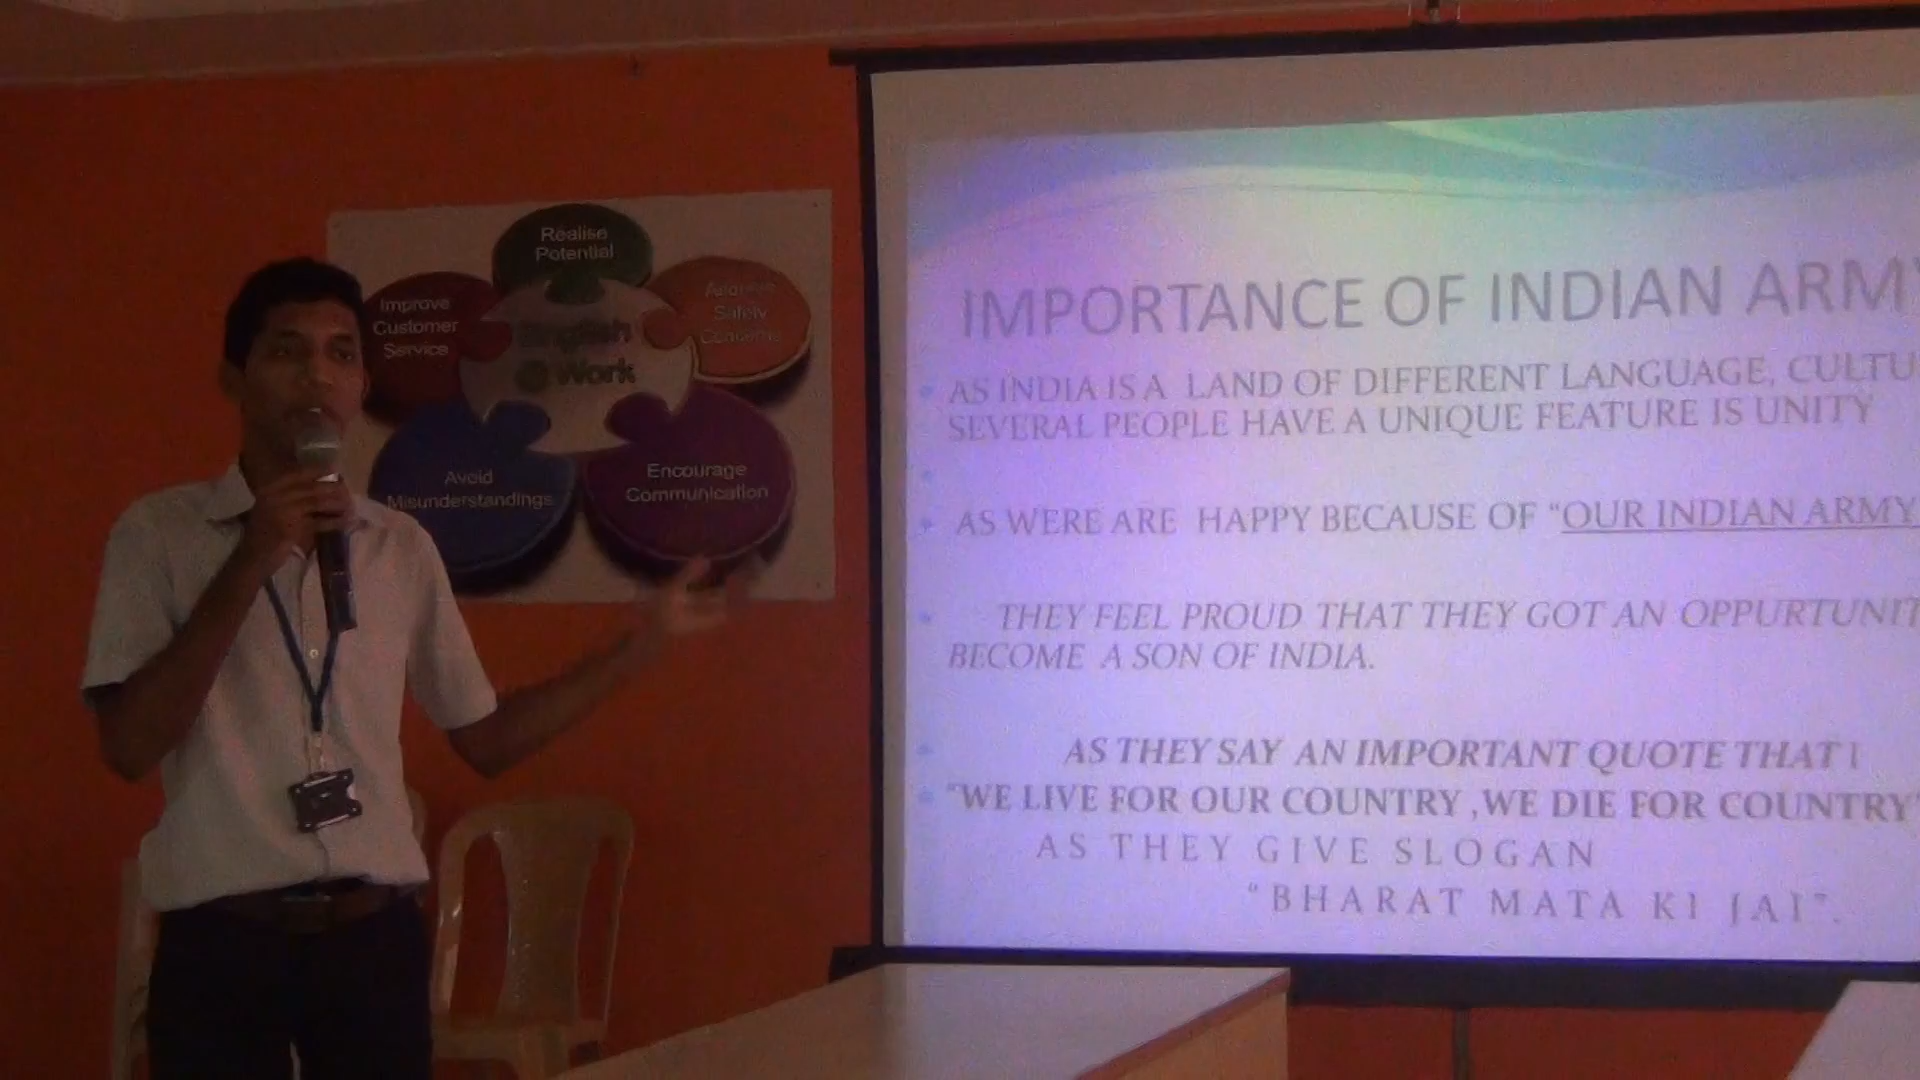 Realise
Potential
Improve
Customer
Service
Address
Safety
Concerns
English
@ Work
Avoid
Misunderstandings
Encourage
Communication
IMPORTANCE OF INDIAN ARMY
AS INDIA IS A LAND OF DIFFERENT LANGUAGE, CULTU
SEVERAL PEOPLE HAVE A UNIQUE FEATURE IS UNITY
AS WERE ARE HAPPY BECAUSE OF “OUR INDIAN ARMY
THEY FEEL PROUD THAT THEY GOT AN OPPURTUNIT
BECOME A SON OF INDIA.
AS THEY SAY AN IMPORTANT QUOTE THAT I
“WE LIVE FOR OUR COUNTRY ,WE DIE FOR COUNTRY”
AS THEY GIVE SLOGAN
“BHARAT MATA KI JAI”.